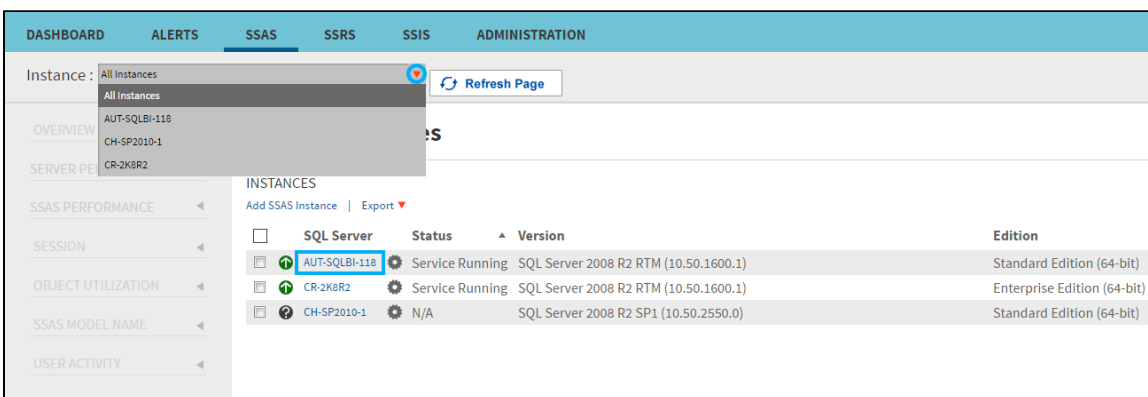 DASHBOARD ALERTS SSAS SSRS SSIS ADMINISTRATION
Instance : All Instances Refresh Page
All Instances
AUT-SQLBI-118
CH-SP2010-1
CR-2K8R2
OVERVIEW
SERVER PE
SSAS PERFORMANCE
SESSION
OBJECT UTILIZATION
SSAS MODEL NAME
USER ACTIVITY
es
INSTANCES
Add SSAS Instance | Export
SQL Server Status Version Edition
AUT-SQLBI-118 Service Running SQL Server 2008 R2 RTM (10.50.1600.1) Standard Edition (64-bit)
CR-2K8R2 Service Running SQL Server 2008 R2 RTM (10.50.1600.1) Enterprise Edition (64-bit)
CH-SP2010-1 N/A SQL Server 2008 R2 SP1 (10.50.2550.0) Standard Edition (64-bit)